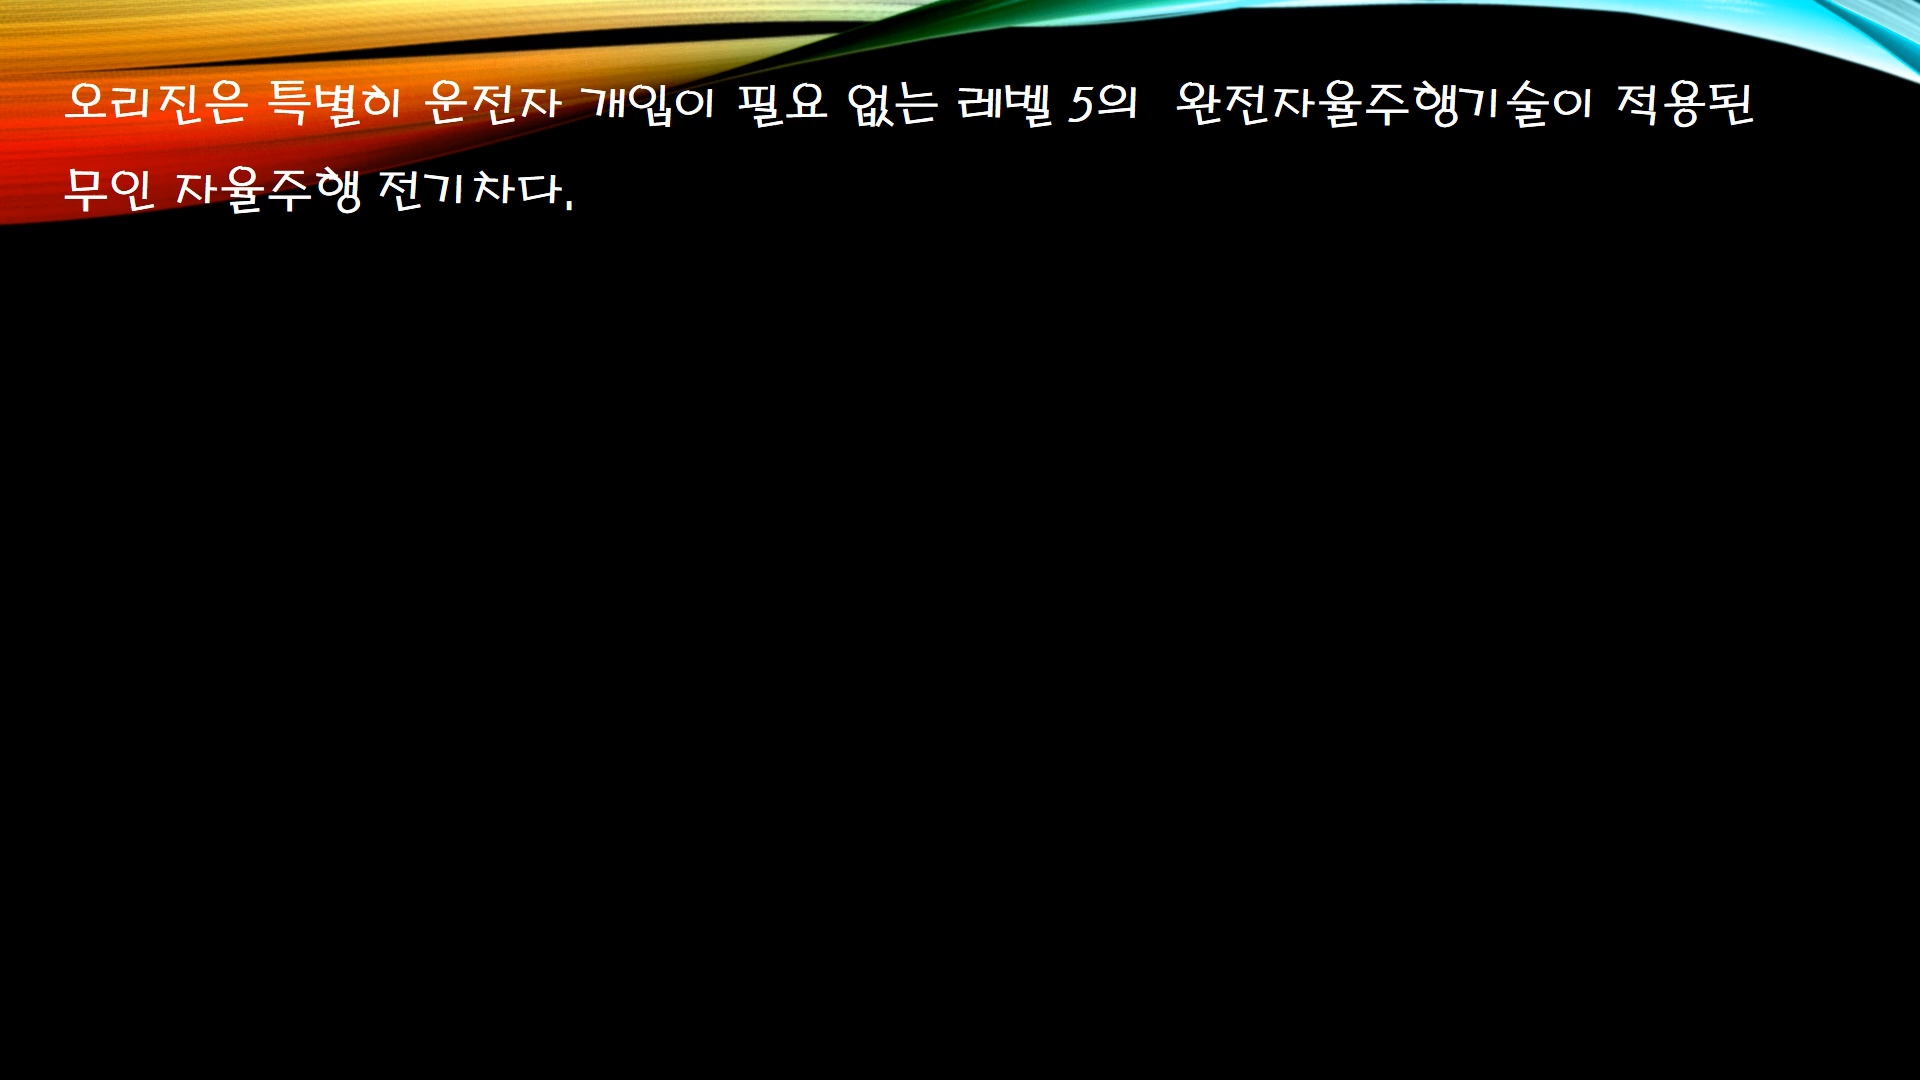 오리진은 특별히 운전자 개입이 필요 없는 레벨 5의  완전자율주행기술이 적용된
무인 자율주행 전기차다.